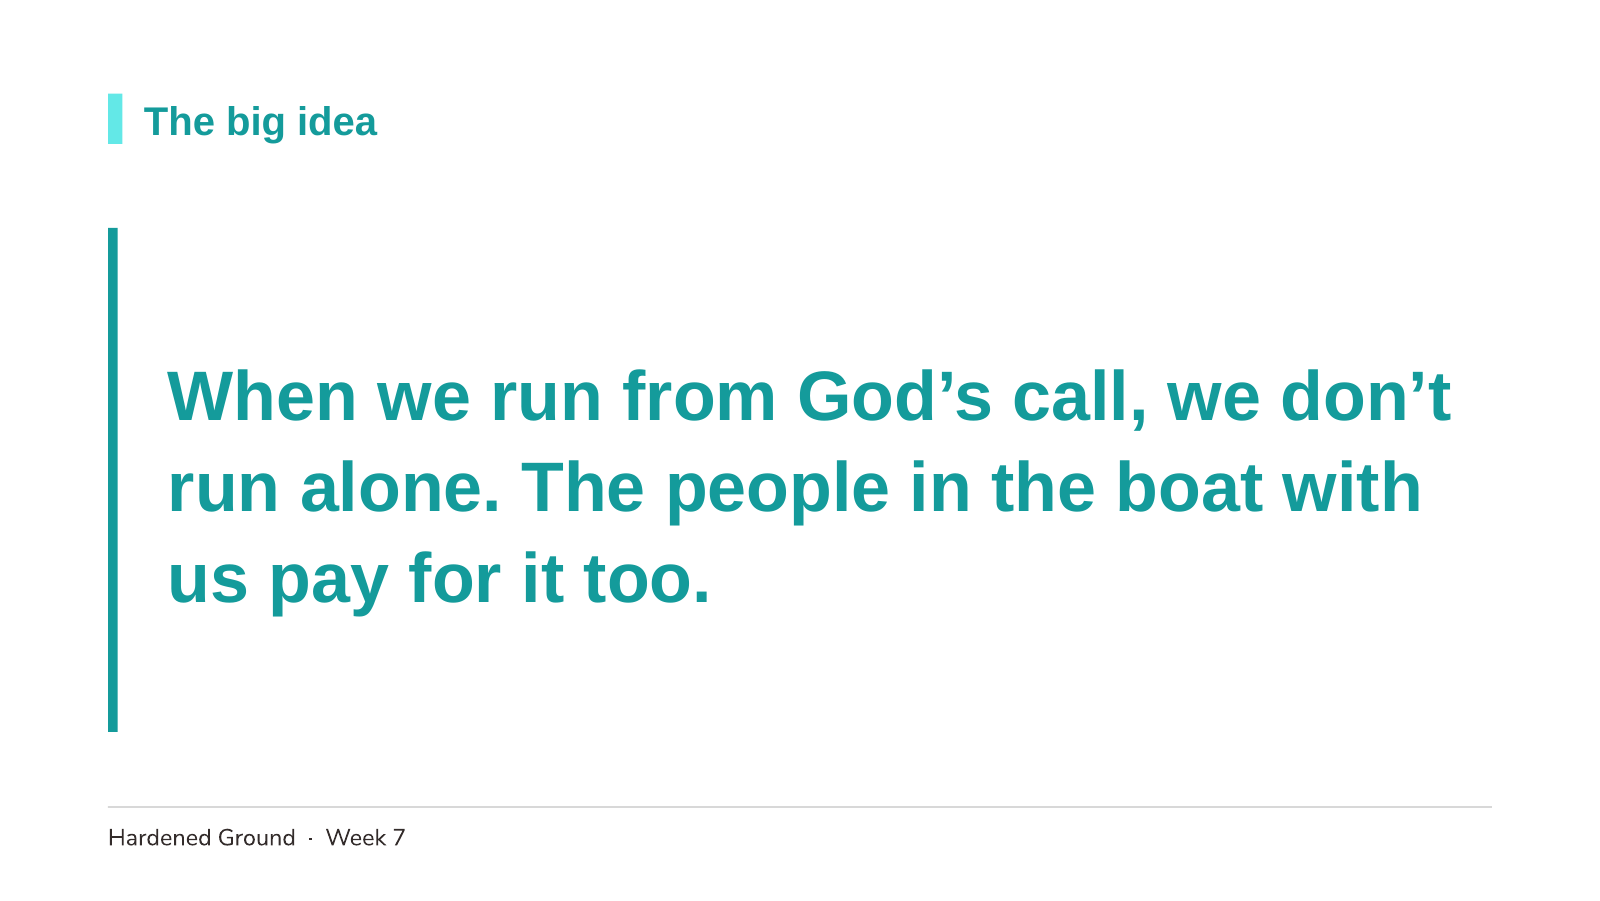 The big idea
When we run from God’s call, we don’t
run alone. The people in the boat with
us pay for it too.
Hardened Ground · Week 7